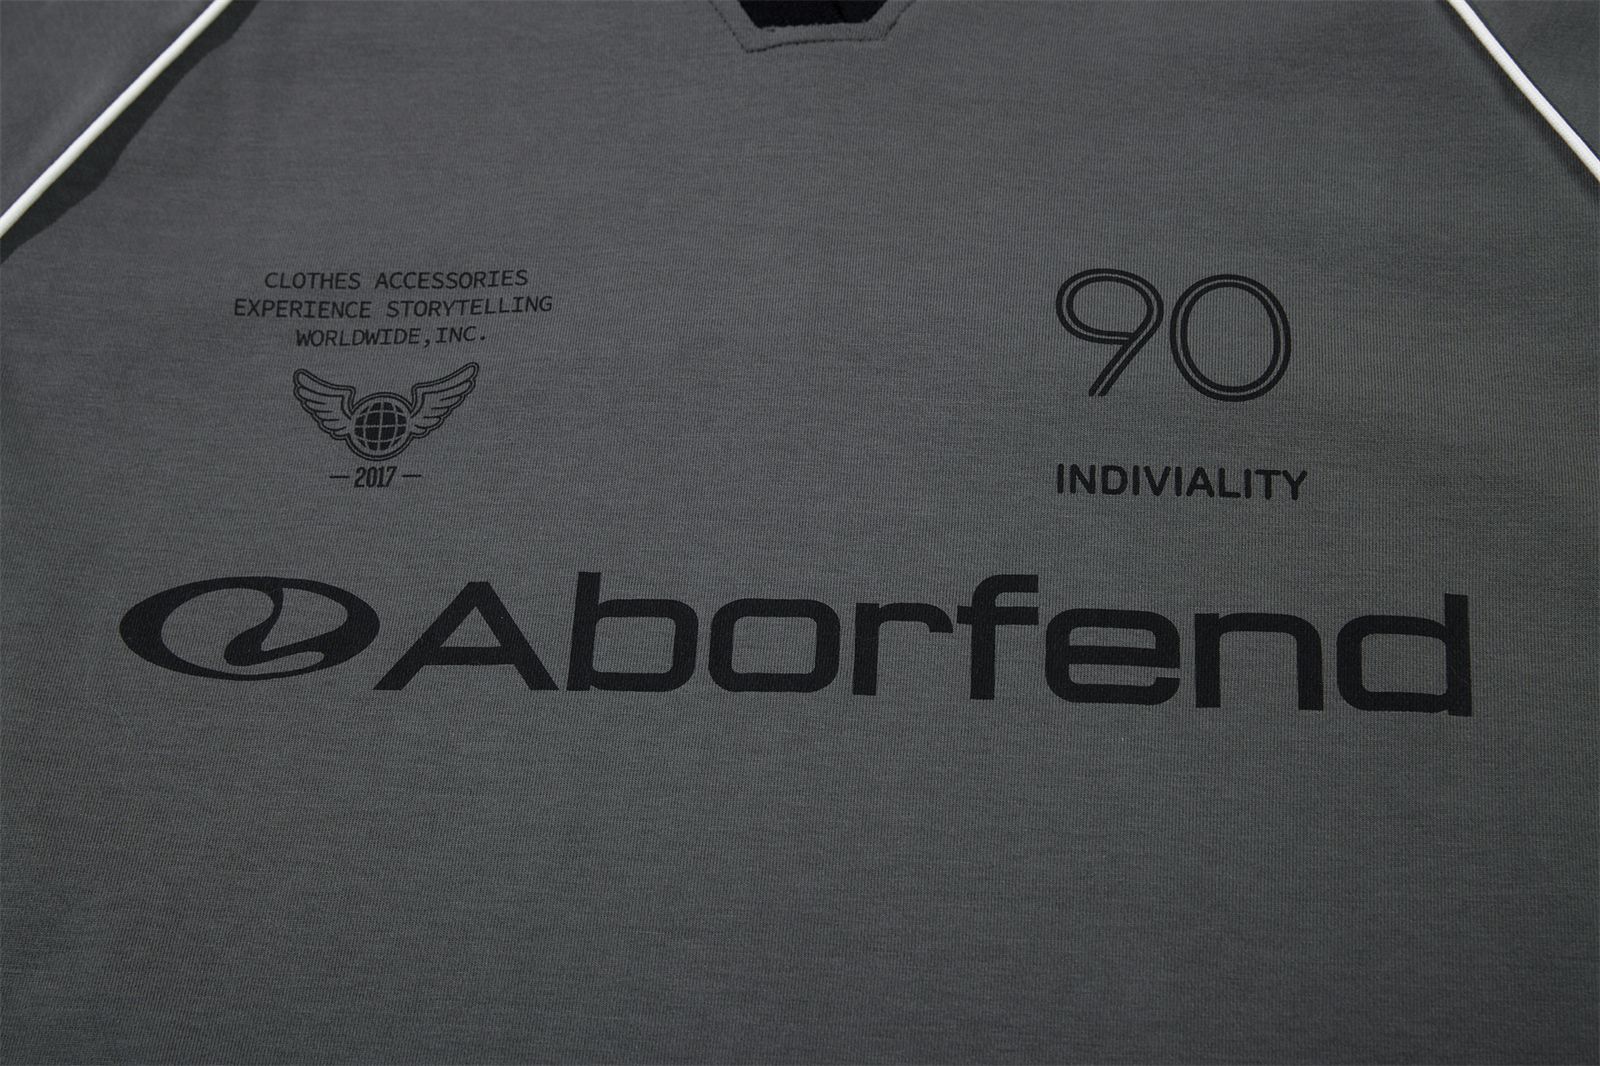 CLOTHES ACCESSORIES
EXPERIENCE STORYTELLING
WORLDWIDE, INC.
—2017—
90
INDIVIALITY
Aborfend